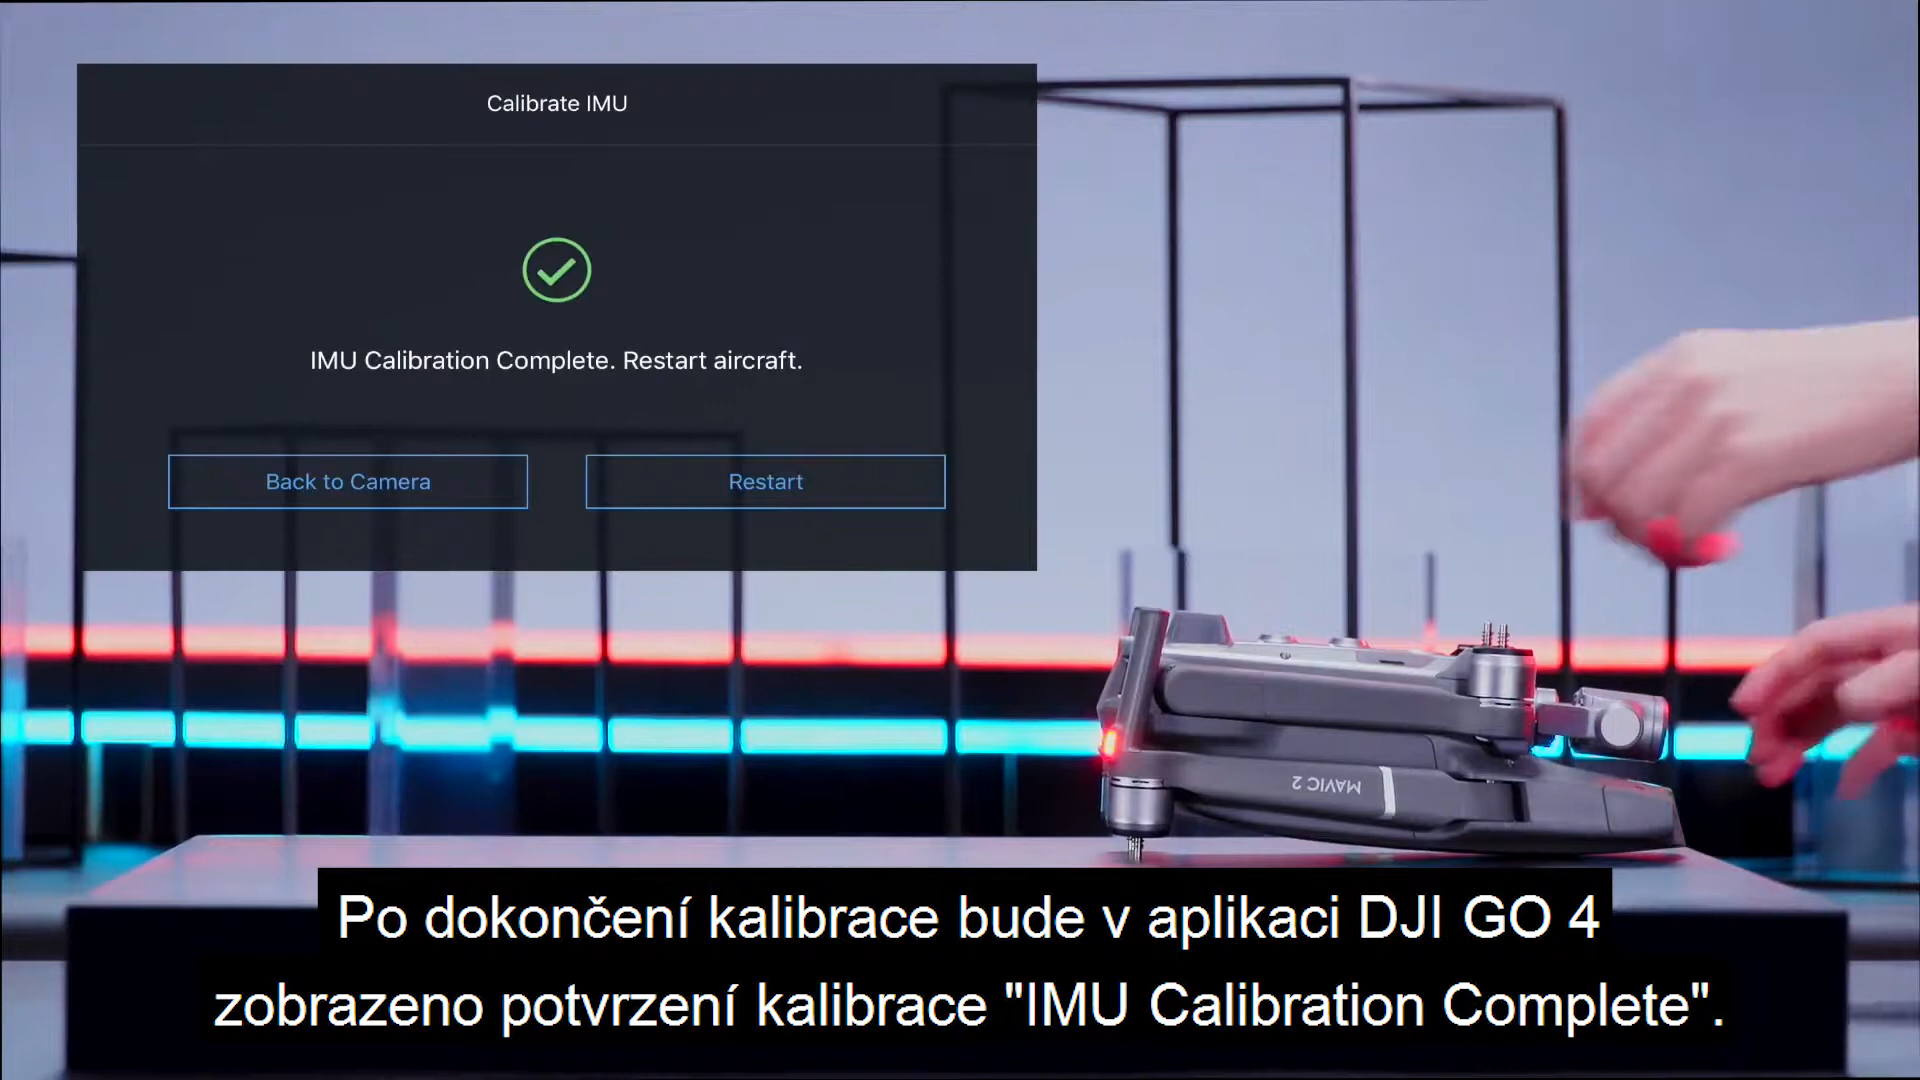 Calibrate IMU
IMU Calibration Complete. Restart aircraft.
Back to Camera
Restart
MAVIC 2
Po dokončení kalibrace bude v aplikaci DJI GO 4
zobrazeno potvrzení kalibrace "IMU Calibration Complete".